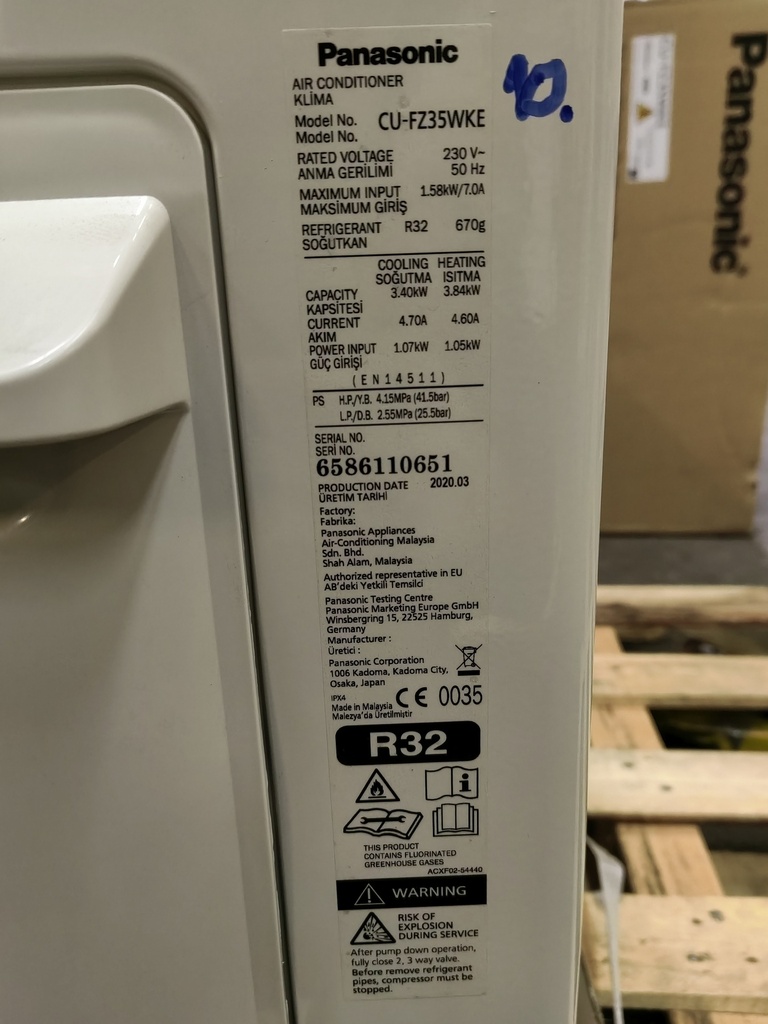 Panasonic
AIR CONDITIONER
KLİMA
Model No. CU-FZ35WKE
Model No.
RATED VOLTAGE 230 V~
ANMA GERİLİMİ 50 Hz
MAXIMUM INPUT 1.58kW/7.0A
MAKSİMUM GİRİŞ
REFRIGERANT R32 670g
SOĞUTKAN
COOLING HEATING
SOĞUTMA ISITMA
CAPACITY 3.40kW 3.84kW
KAPSİTESİ
CURRENT 4.70A 4.60A
AKIM
POWER INPUT 1.07kW 1.05kW
GÜÇ GİRİŞİ
(EN14511)
PS H.P./Y.B. 4.15MPa (41.5bar)
L.P./D.B. 2.55MPa (25.5bar)
SERIAL NO.
SERİ NO.
6586110651
PRODUCTION DATE 2020.03
ÜRETİM TARİHİ
Factory:
Fabrika:
Panasonic Appliances
Air-Conditioning Malaysia
Sdn. Bhd.
Shah Alam, Malaysia
Authorized representative in EU
AB'deki Yetkili Temsilci
Panasonic Testing Centre
Panasonic Marketing Europe GmbH
Winsbergring 15, 22525 Hamburg,
Germany
Manufacturer :
Üretici :
Panasonic Corporation
1006 Kadoma, Kadoma City,
Osaka, Japan
IPX4
Made in Malaysia CE 0035
Malezya'da Üretilmiştir
R32
THIS PRODUCT
CONTAINS FLUORINATED
GREENHOUSE GASES
ACXF02-54440
WARNING
RISK OF
EXPLOSION
DURING SERVICE
After pump down operation,
fully close 2, 3 way valve.
Before remove refrigerant
pipes, compressor must be
stopped.
10.
Panasonic